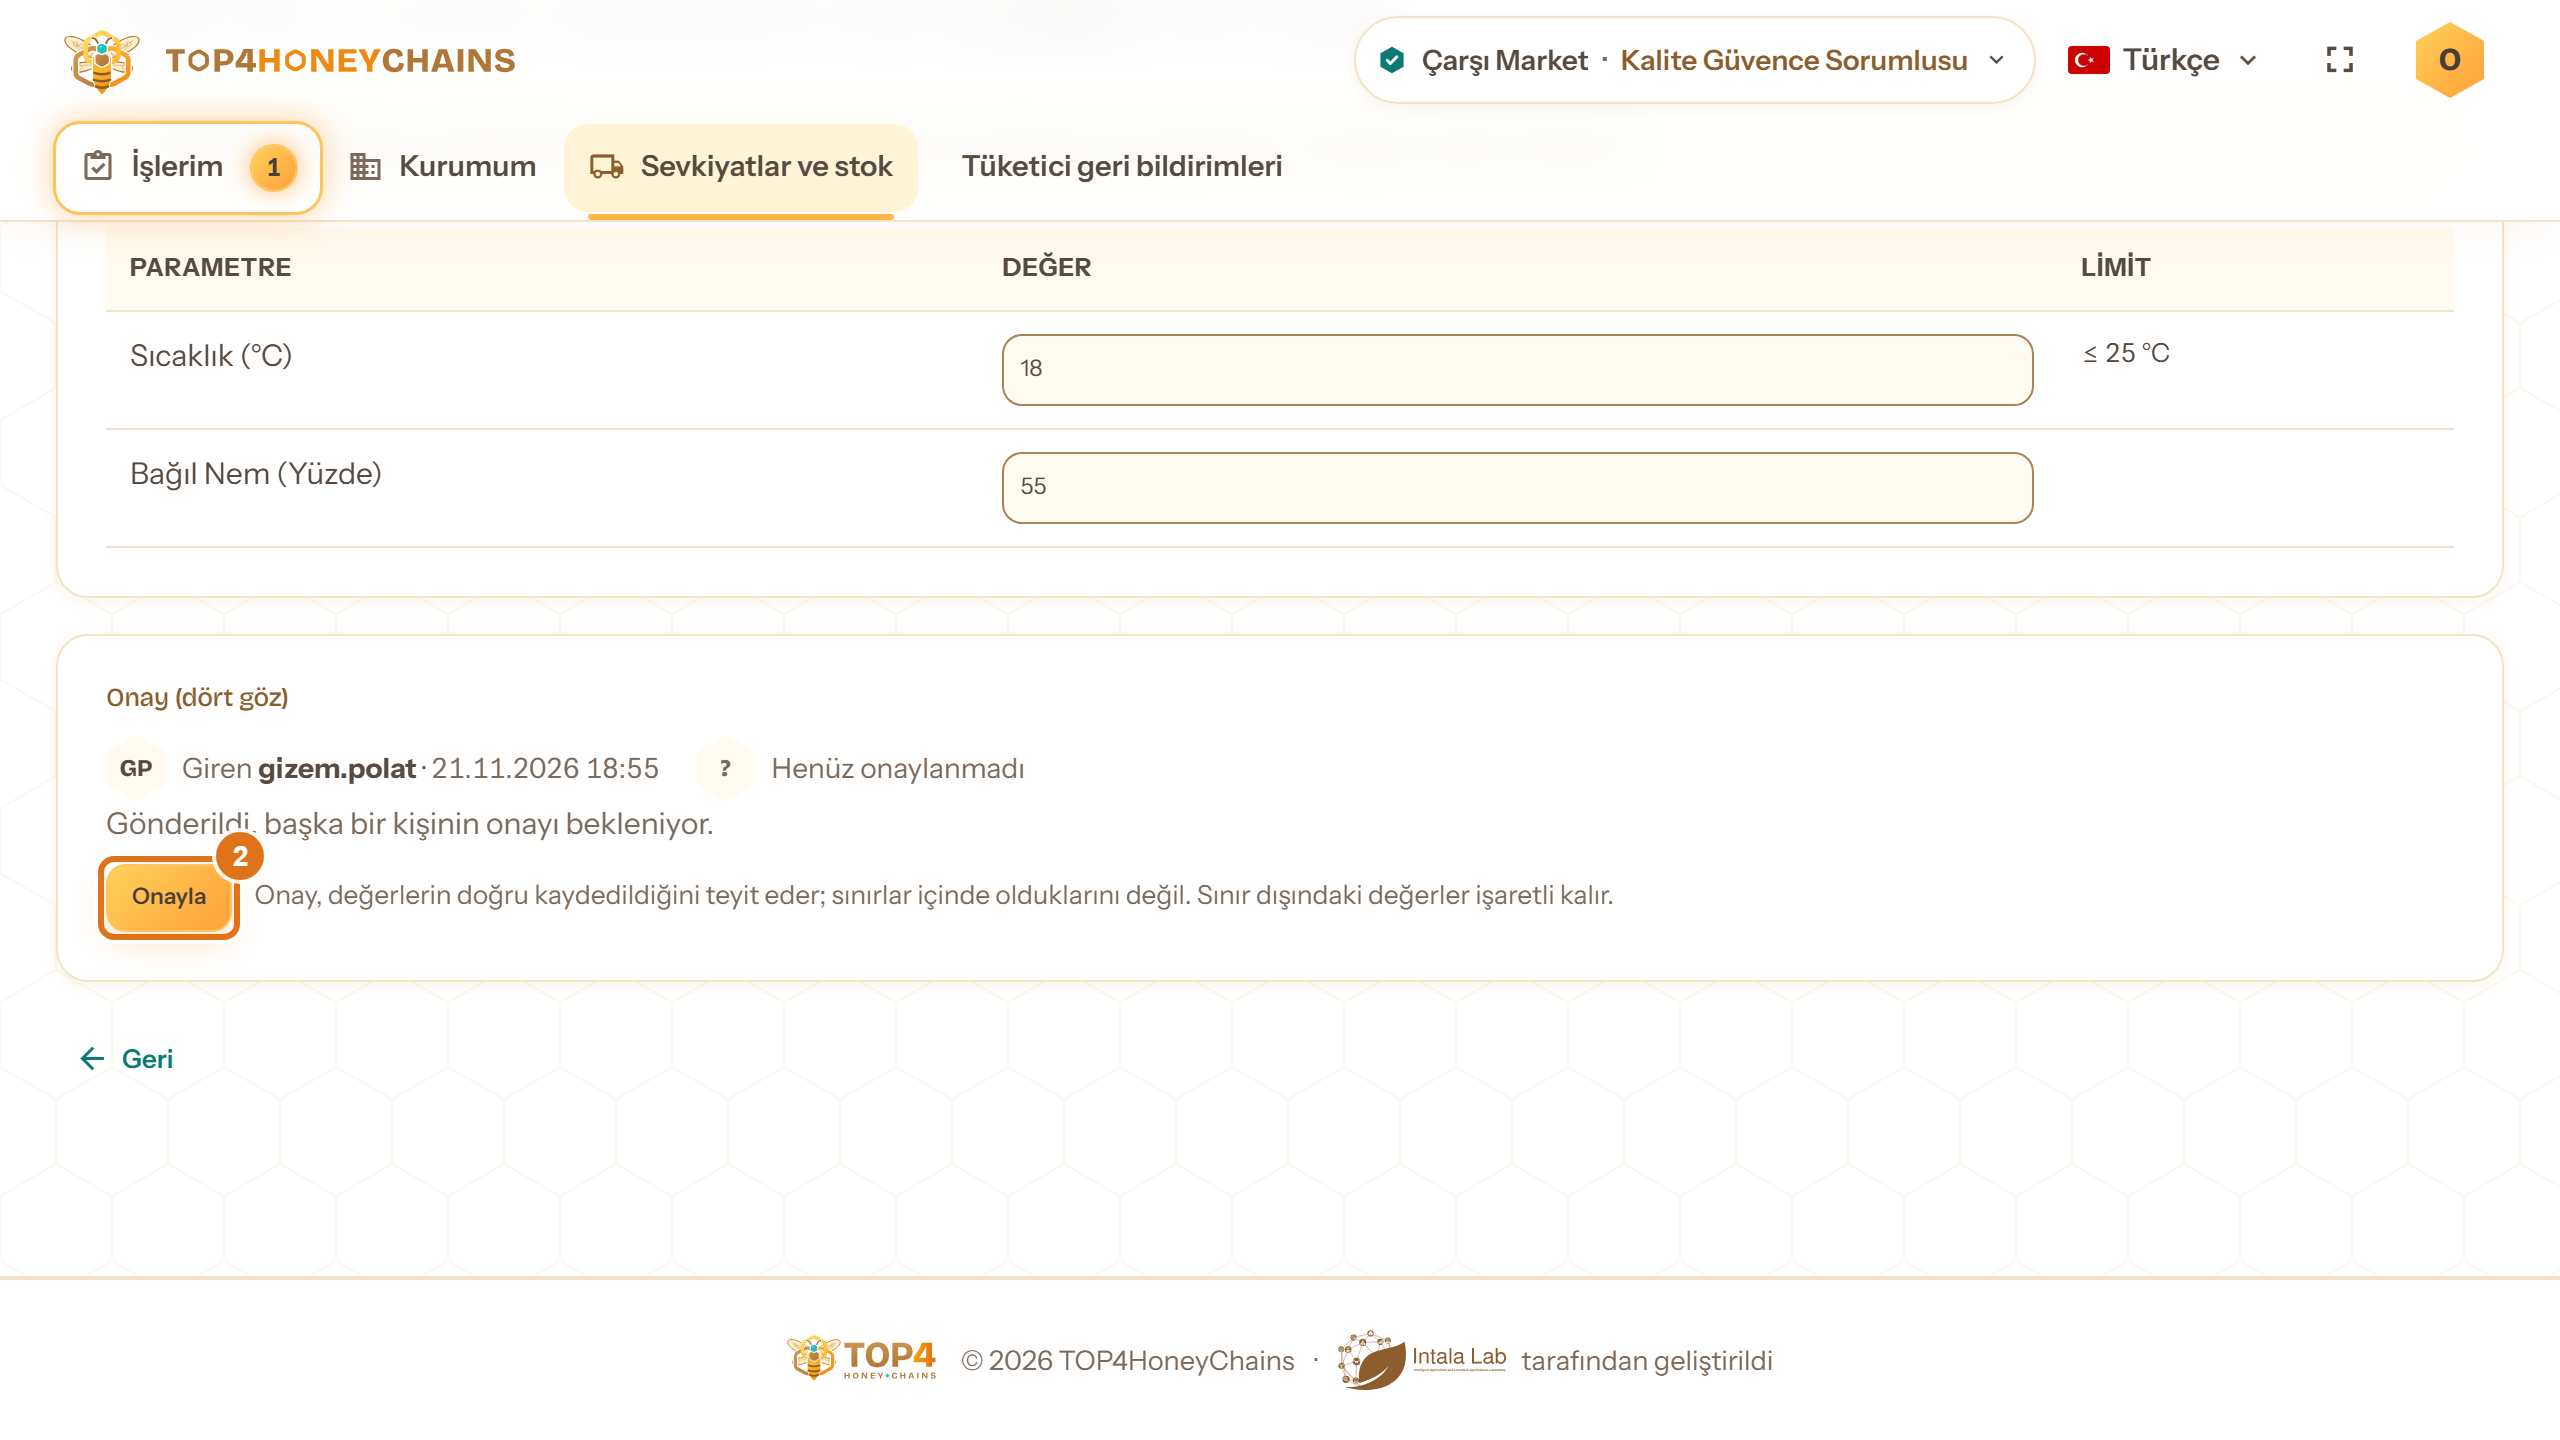 TOP4HONEYCHAINS
Çarşı Market · Kalite Güvence Sorumlusu
Türkçe
O
İşlerim 1
Kurumum
Sevkiyatlar ve stok
Tüketici geri bildirimleri
PARAMETRE DEĞER LİMİT
Sıcaklık (°C) 18 ≤ 25 °C
Bağıl Nem (Yüzde) 55
Onay (dört göz)
GP Giren gizem.polat · 21.11.2026 18:55 ? Henüz onaylanmadı
Gönderildi, başka bir kişinin onayı bekleniyor.
2
Onayla Onay, değerlerin doğru kaydedildiğini teyit eder; sınırlar içinde olduklarını değil. Sınır dışındaki değerler işaretli kalır.
← Geri
TOP4
HONEY CHAINS
© 2026 TOP4HoneyChains · Intala Lab tarafından geliştirildi